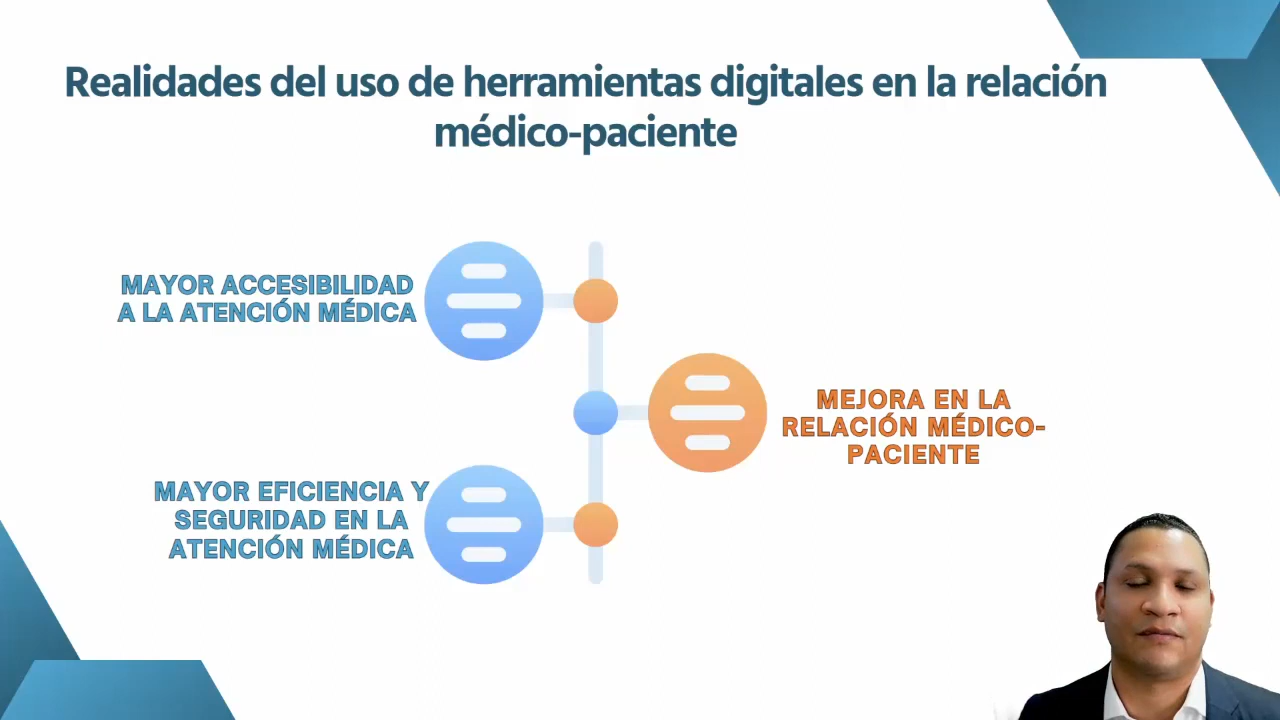 Realidades del uso de herramientas digitales en la relación
médico-paciente
MAYOR ACCESIBILIDAD
A LA ATENCIÓN MÉDICA
MEJORA EN LA
RELACIÓN MÉDICO-
PACIENTE
MAYOR EFICIENCIA Y
SEGURIDAD EN LA
ATENCIÓN MÉDICA